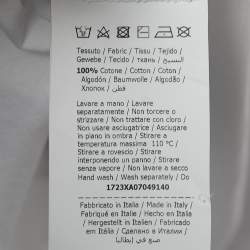 Tessuto / Fabric / Tissu / Tejido /
Gewebe / Tecido / ткань / النسيج
100% Cotone / Cotton / Coton /
Algodón / Baumwolle / Algodão /
Хлопок / قطن
Lavare a mano / Lavare
separatamente / Non torcere o
strizzare / Non trattare con cloro /
Non usare asciugatrice / Asciugare
in piano in ombra / Stirare a
temperatura massima 110 °C /
Stirare a rovescio / Stirare
interponendo un panno / Stirare
senza vapore / Non lavare a secco
Hand wash / Wash separately / Do
1723XA07049140
Fabbricato in Italia / Made in Italy /
Fabriqué en Italie / Hecho en Italia
/ Hergestellt in Italien / Fabricado
em Itália / Сделано в Италии /
صنع في إيطاليا